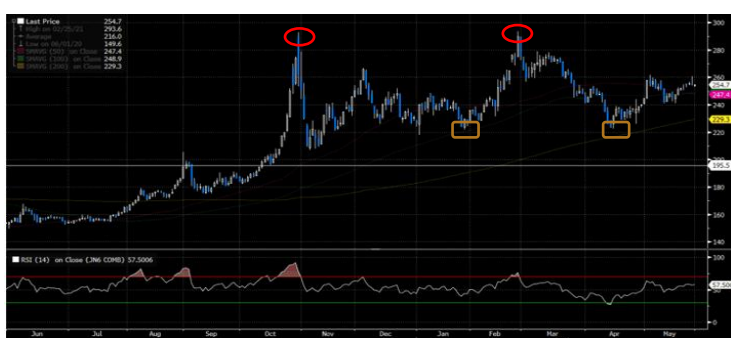 Last Price 254.7
High on 02/25/21 293.6
Average 216.0
Low on 06/01/20 149.6
SMAVG (50) on Close 247.4
SMAVG (100) on Close 248.9
SMAVG (200) on Close 229.3
300
280
260
254.7
247.4
240
229.3
220
200
195.5
180
160
140
RSI (14) on Close (JN6 COMB) 57.5006
100
57.500
50
0
Jun Jul Aug Sep Oct Nov Dec Jan Feb Mar Apr May